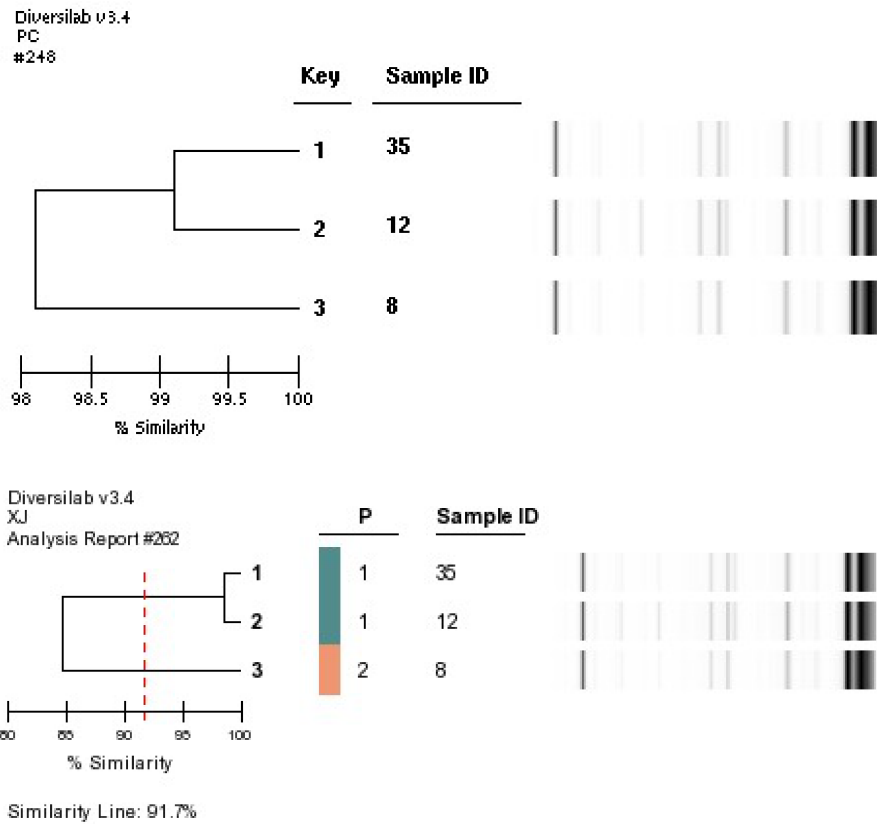 Diversilab v3.4
PC
#248
Key Sample ID
1 35
2 12
3 8
98 98.5 99 99.5 100
% Similarity
Diversilab v3.4
XJ
Analysis Report #262
P Sample ID
1 1 35
2 1 12
3 2 8
80 85 90 95 100
% Similarity
Similarity Line: 91.7%